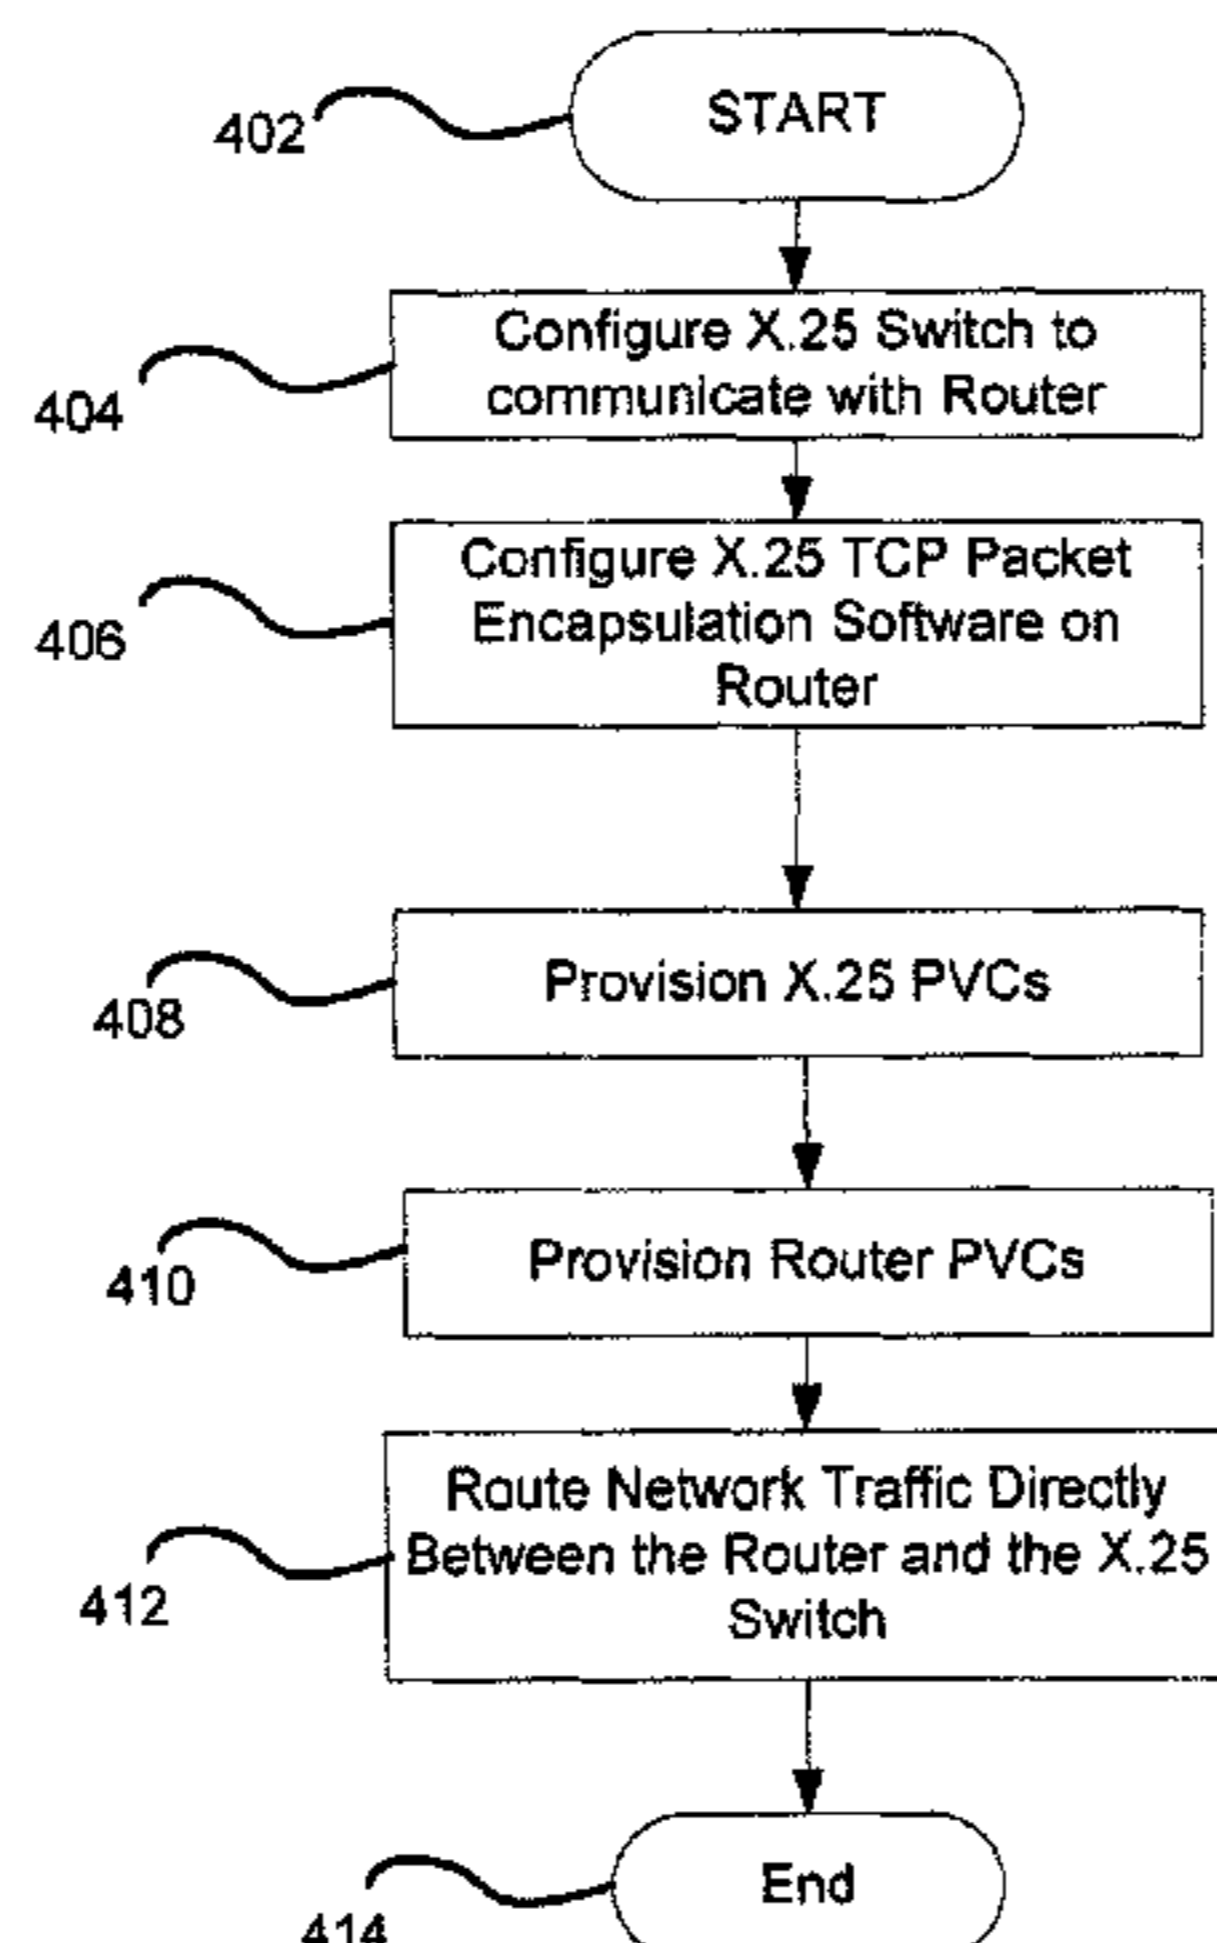 START
402
Configure X.25 Switch to
communicate with Router
404
Configure X.25 TCP Packet
Encapsulation Software on
Router
406
Provision X.25 PVCs
408
Provision Router PVCs
410
Route Network Traffic Directly
Between the Router and the X.25
Switch
412
End
414